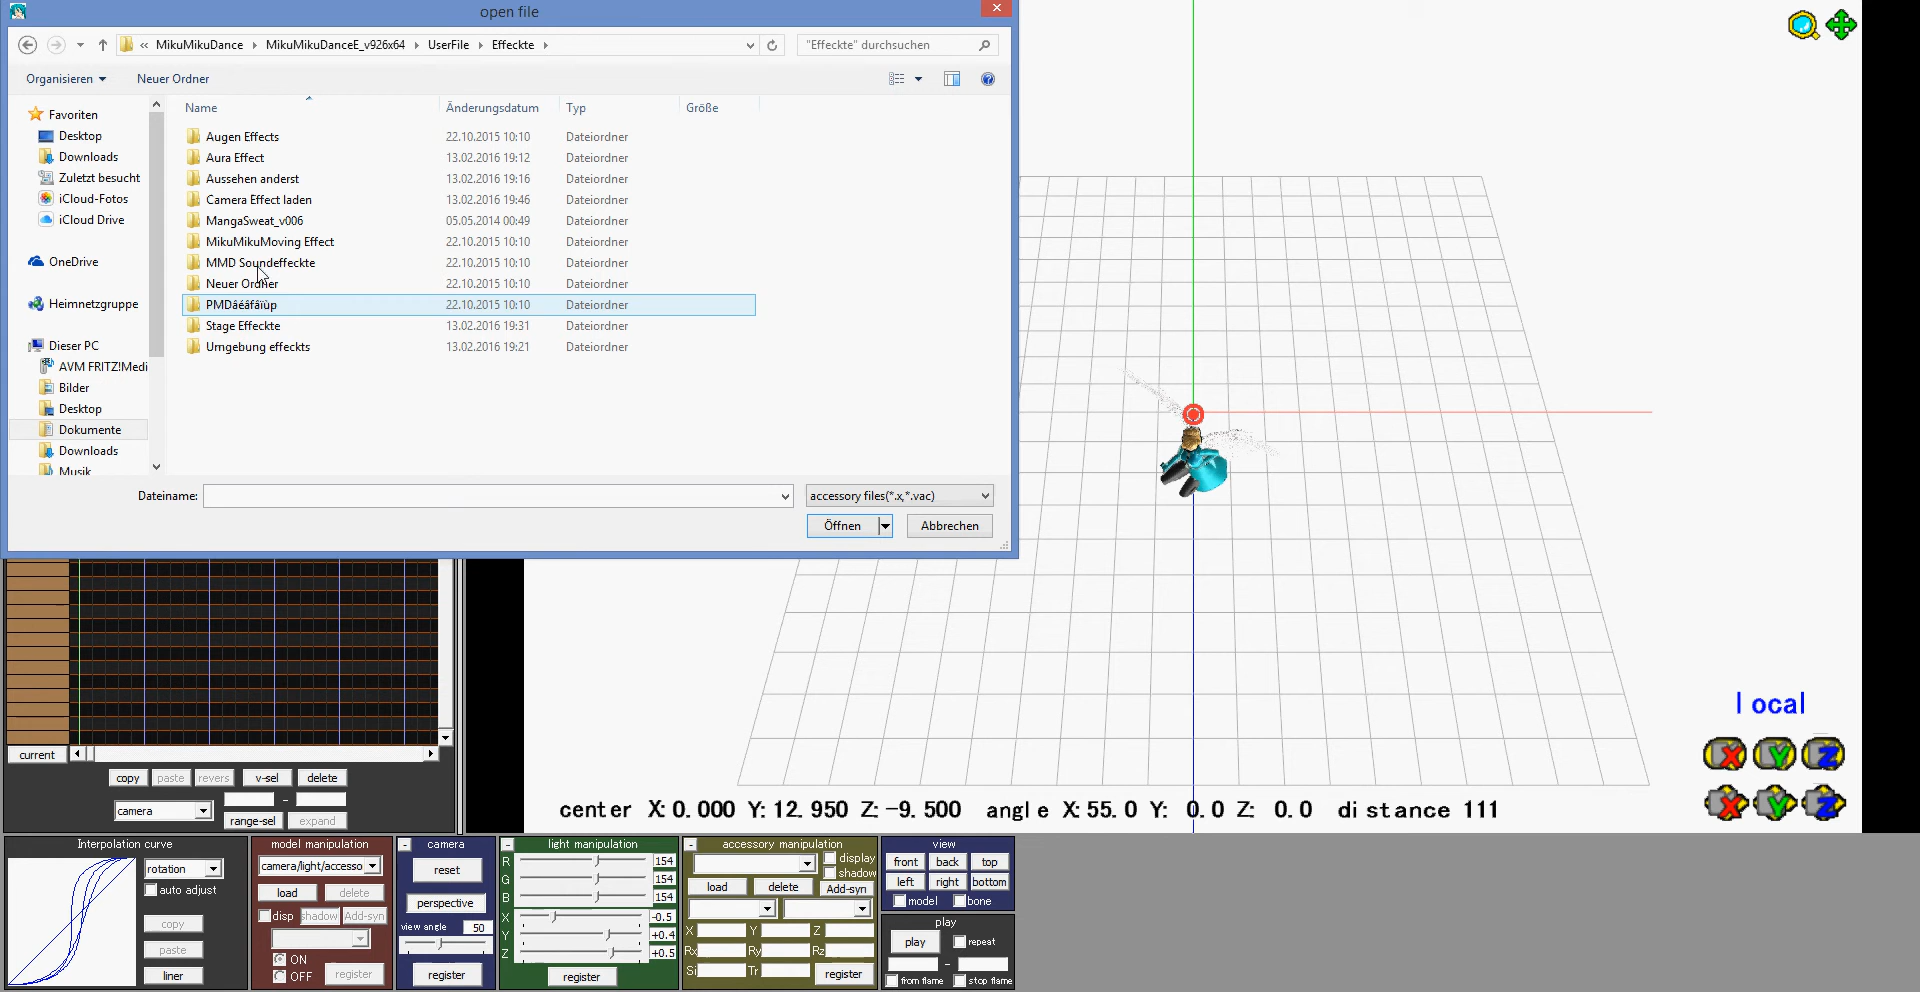 open file
« MikuMikuDance MikuMikuDanceE_v926x64 UserFile Effeckte
"Effeckte" durchsuchen
Organisieren Neuer Ordner
Name Änderungsdatum Typ Größe
Favoriten
Desktop
Downloads
Zuletzt besucht
iCloud-Fotos
iCloud Drive
OneDrive
Heimnetzgruppe
Dieser PC
AVM FRITZ!Medi
Bilder
Desktop
Dokumente
Downloads
Musik
Augen Effects 22.10.2015 10:10 Dateiordner
Aura Effect 13.02.2016 19:12 Dateiordner
Aussehen anderst 13.02.2016 19:16 Dateiordner
Camera Effect laden 13.02.2016 19:46 Dateiordner
MangaSweat_v006 05.05.2014 00:49 Dateiordner
MikuMikuMoving Effect 22.10.2015 10:10 Dateiordner
MMD Soundeffeckte 22.10.2015 10:10 Dateiordner
Neuer Ordner 22.10.2015 10:10 Dateiordner
PMDâéâfâïùp 22.10.2015 10:10 Dateiordner
Stage Effeckte 13.02.2016 19:31 Dateiordner
Umgebung effeckts 13.02.2016 19:21 Dateiordner
Dateiname: accessory files(*.x,*.vac)
Öffnen Abbrechen
local
X Y Z
X Y Z
center X:0.000 Y:12.950 Z:-9.500 angle X:55.0 Y: 0.0 Z: 0.0 distance 111
current
copy paste revers v-sel delete
camera -
range-sel expand
Interpolation curve
rotation
auto adjust
copy
paste
liner
model manipulation
camera/light/accesso
load delete
disp shadow Add-syn
ON
OFF
register
- camera
reset
perspective
view angle 50
register
- light manipulation
R 154
G 154
B 154
X -0.5
Y +0.4
Z +0.5
register
- accessory manipulation
display
shadow
load delete Add-syn
X Y Z
Rx Ry Rz
Si Tr register
view
front back top
left right bottom
model bone
play
play repeat
-
from flame stop flame